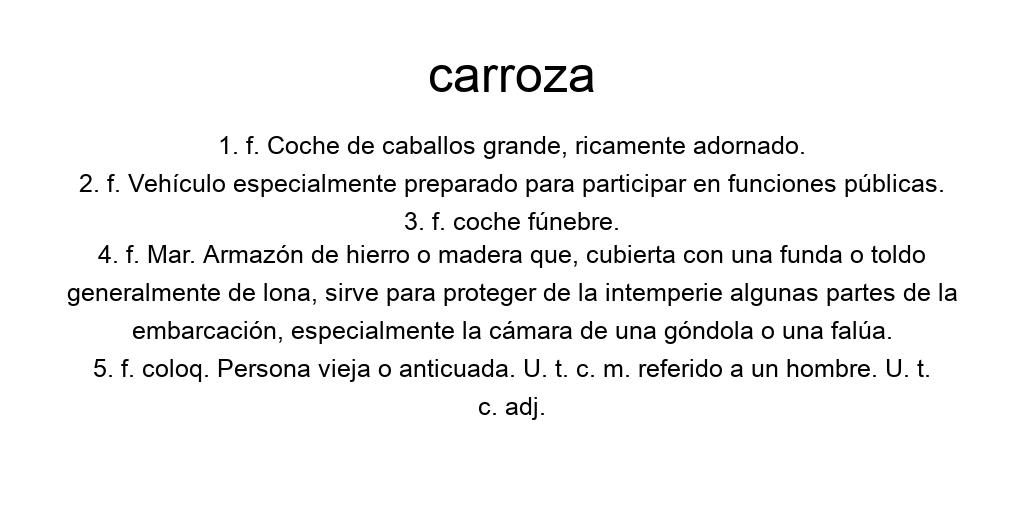 carroza
1. f. Coche de caballos grande, ricamente adornado.
2. f. Vehículo especialmente preparado para participar en funciones públicas.
3. f. coche fúnebre.
4. f. Mar. Armazón de hierro o madera que, cubierta con una funda o toldo
generalmente de lona, sirve para proteger de la intemperie algunas partes de la
embarcación, especialmente la cámara de una góndola o una falúa.
5. f. coloq. Persona vieja o anticuada. U. t. c. m. referido a un hombre. U. t.
c. adj.